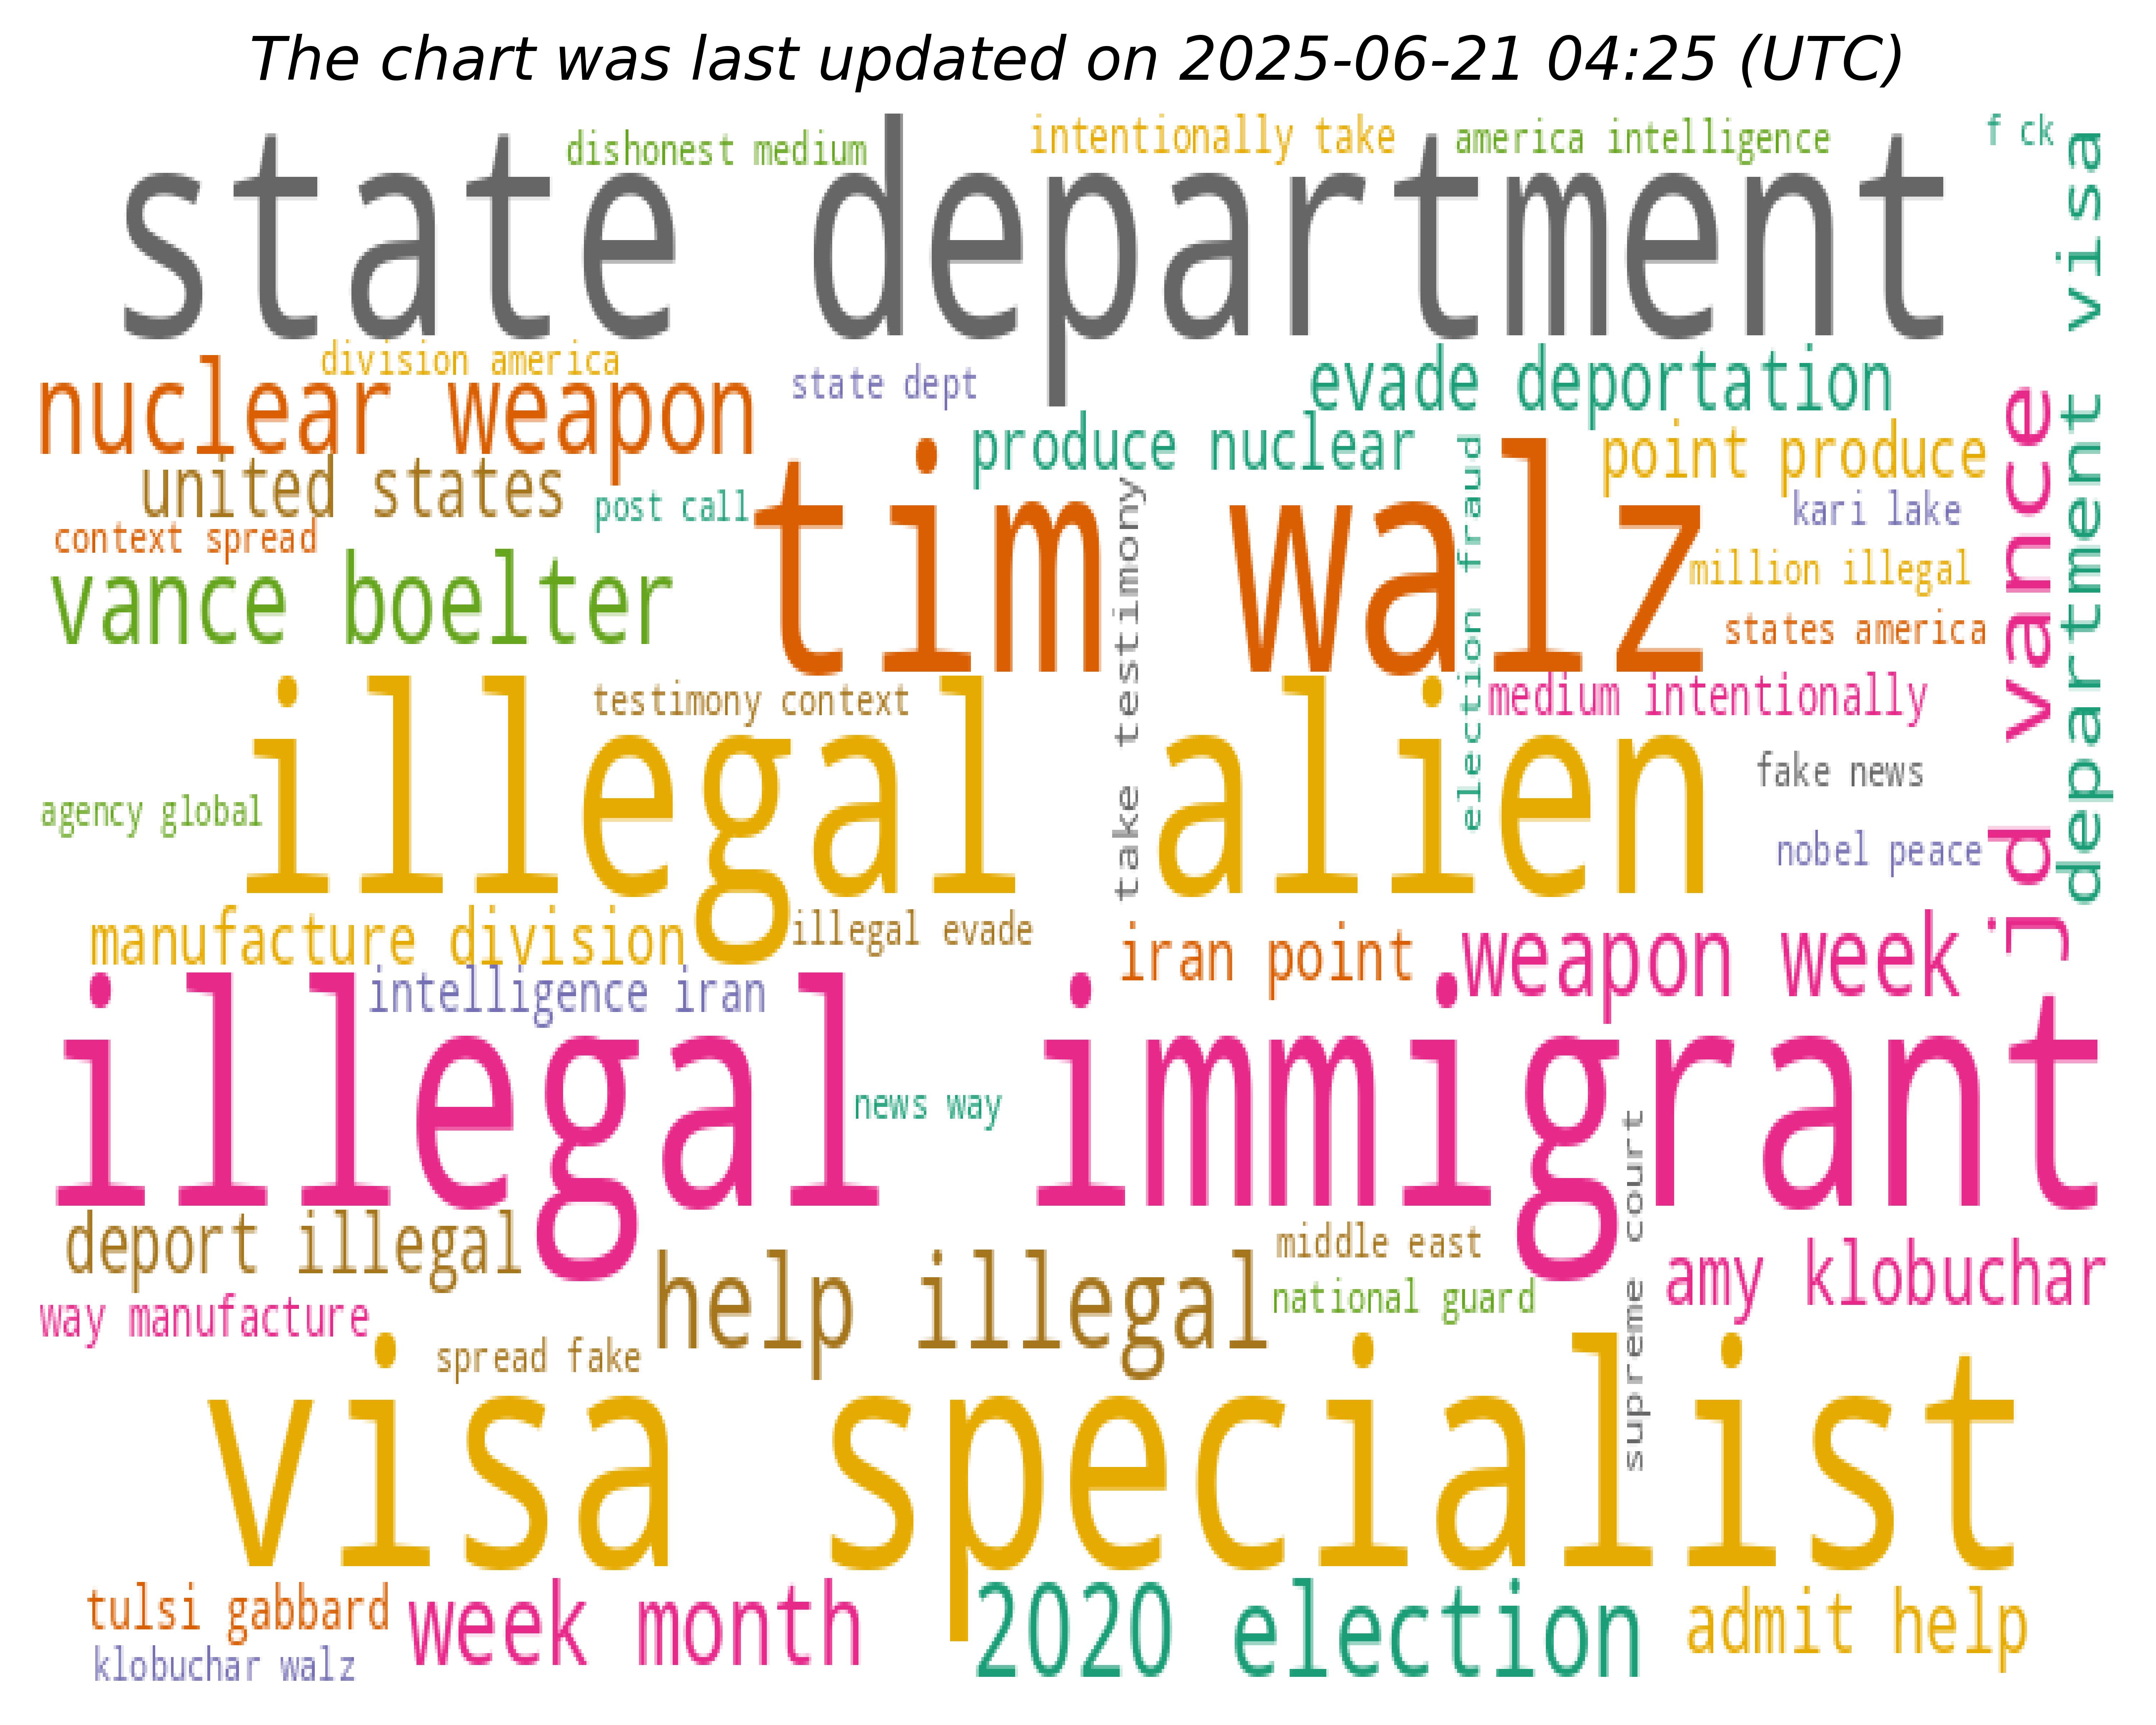 The chart was last updated on 2025-06-21 04:25 (UTC)
dishonest medium
intentionally take
america intelligence
f ck
state department
department visa
division america
nuclear weapon
state dept
evade deportation
jd vance
produce nuclear
point produce
united states
post call
tim walz
take testimony
election fraud
kari lake
context spread
million illegal
vance boelter
states america
testimony context
medium intentionally
illegal alien
fake news
agency global
nobel peace
manufacture division
illegal evade
iran point
weapon week
intelligence iran
illegal immigrant
news way
supreme court
deport illegal
help illegal
middle east
amy klobuchar
way manufacture
national guard
spread fake
visa specialist
tulsi gabbard
week month
2020 election
admit help
klobuchar walz